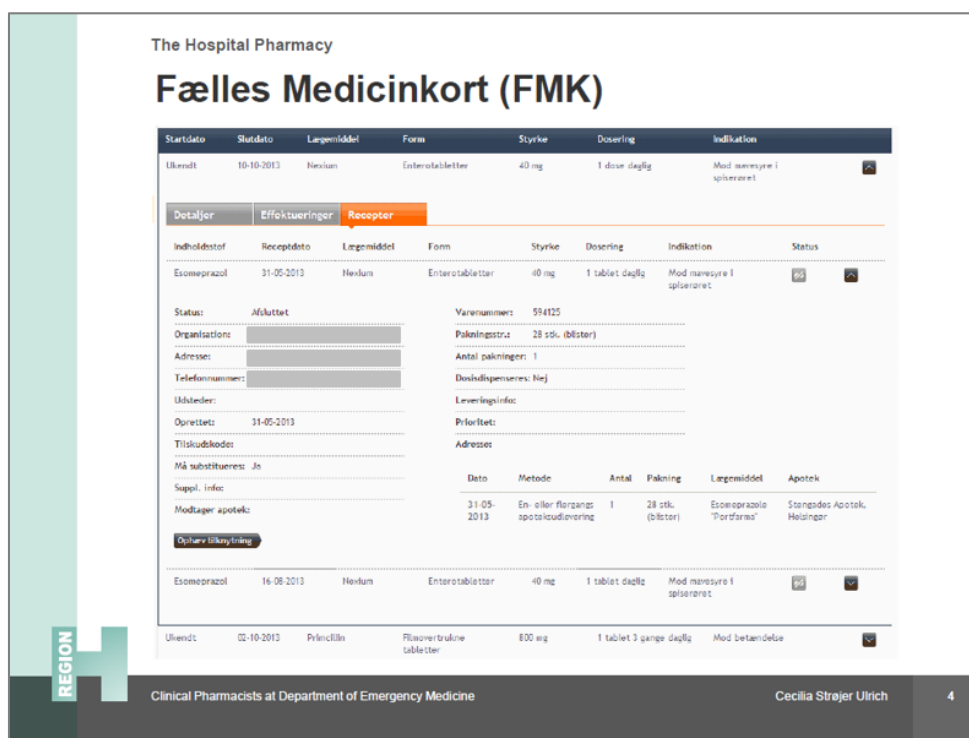 The Hospital Pharmacy
Fælles Medicinkort (FMK)
Startdato Slutdato Lægemiddel Form Styrke Dosering Indikation
Ukendt 10-10-2013 Nexium Enterotabletter 40 mg 1 dose daglig Mod mavesyre i
spiserøret
Detaljer Effektueringer Recepter
Indholdsstof Receptdato Lægemiddel Form Styrke Dosering Indikation Status
Esomeprazol 31-05-2013 Nexium Enterotabletter 40 mg 1 tablet daglig Mod mavesyre i
spiserøret
Status: Afsluttet Varenummer: 594125
Organisation: Pakningsstr.: 28 stk. (blister)
Adresse: Antal pakninger: 1
Telefonnummer: Dosisdispenseres: Nej
Udsteder: Leveringsinfo:
Oprettet: 31-05-2013 Prioritet:
Tilskudskode: Adresse:
Må substitueres: Ja
Dato Metode Antal Pakning Lægemiddel Apotek
Suppl. info:
31-05- En- eller flergangs 1 28 stk. Esomeprazole Stengades Apotek,
2013 apoteksudlevering (blister) "Portfarma" Helsingør
Modtager apotek:
Ophæv tilknytning
Esomeprazol 16-08-2013 Nexium Enterotabletter 40 mg 1 tablet daglig Mod mavesyre i
spiserøret
Ukendt 02-10-2013 Primcillin Filmovertrukne 800 mg 1 tablet 3 gange daglig Mod betændelse
tabletter
REGION
H
Clinical Pharmacists at Department of Emergency Medicine Cecilia Strøjer Ulrich 4